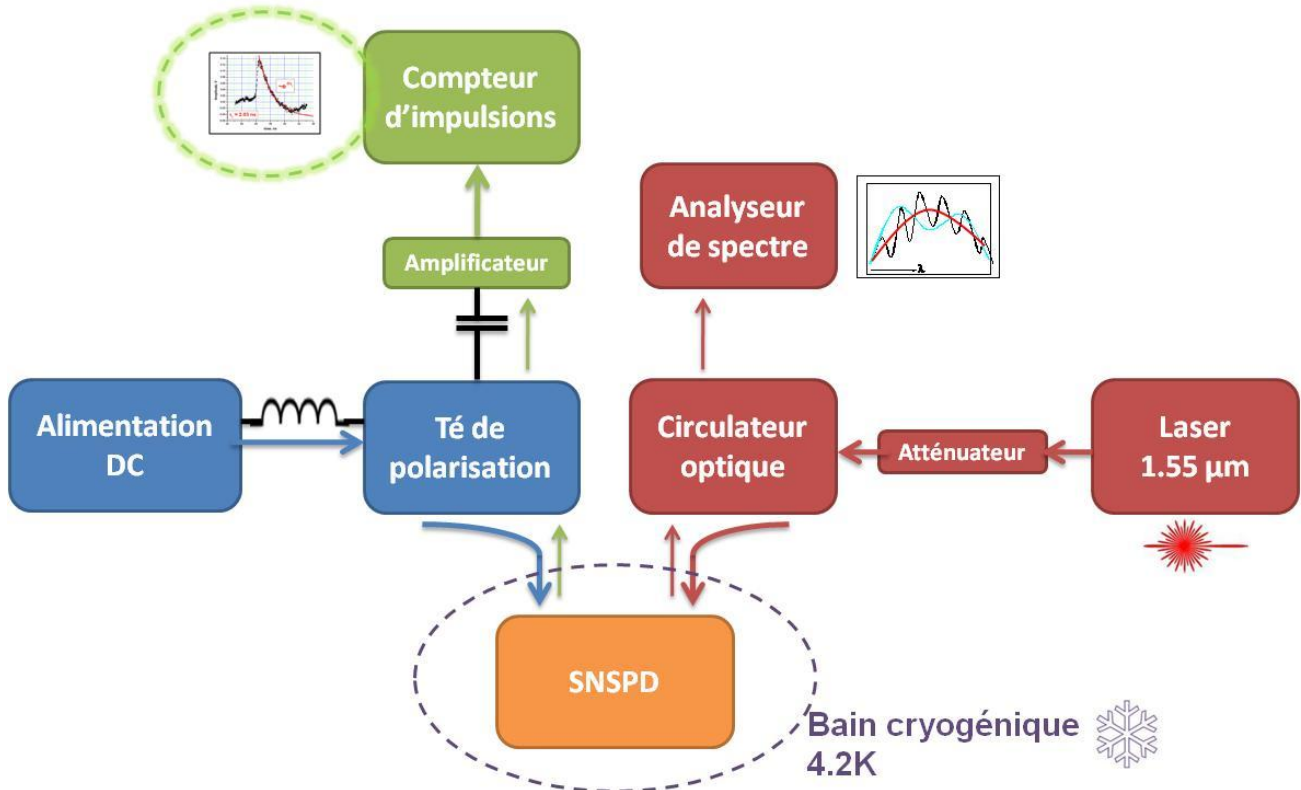 Compteur
d'impulsions
Analyseur
de spectre
λ
Amplificateur
Alimentation
DC
Té de
polarisation
Circulateur
optique
Atténuateur
Laser
1.55 µm
SNSPD
Bain cryogénique
4.2K